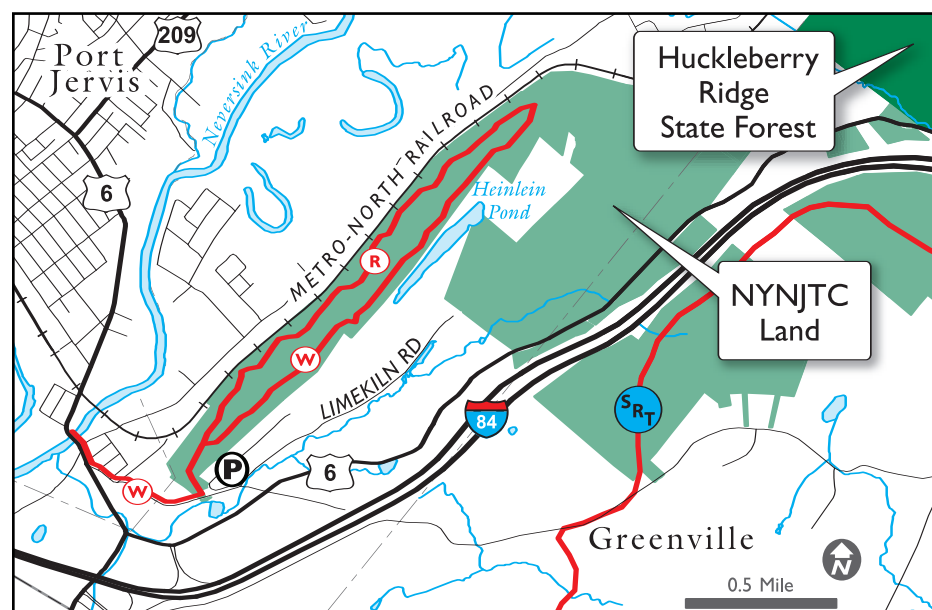 209
Port
Jervis
Neversink River
6
METRO-NORTH RAILROAD
Huckleberry
Ridge
State Forest
Heinlein
Pond
R
W
NYNJTC
Land
LIMEKILN RD
84
SRT
P
6
W
Greenville
N
0.5 Mile